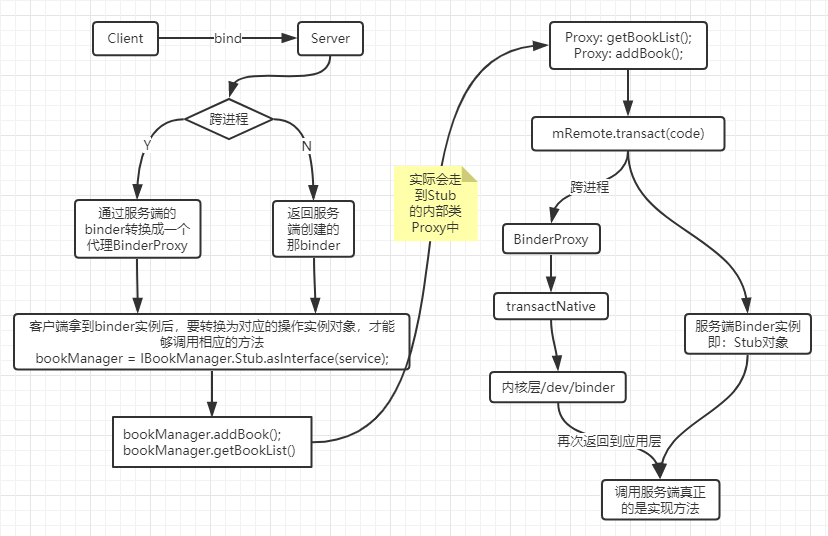 Client
bind
Server
跨进程
Y
N
通过服务端的
binder转换成一个
代理BinderProxy
返回服务
端创建的
那binder
客户端拿到binder实例后，要转换为对应的操作实例对象，才能
够调用相应的方法
bookManager = IBookManager.Stub.asInterface(service);
bookManager.addBook();
bookManager.getBookList()
实际会走
到Stub
的内部类
Proxy中
Proxy: getBookList();
Proxy: addBook();
mRemote.transact(code)
跨进程
BinderProxy
transactNative
内核层/dev/binder
再次返回到应用层
服务端Binder实例
即：Stub对象
调用服务端真正
的是实现方法